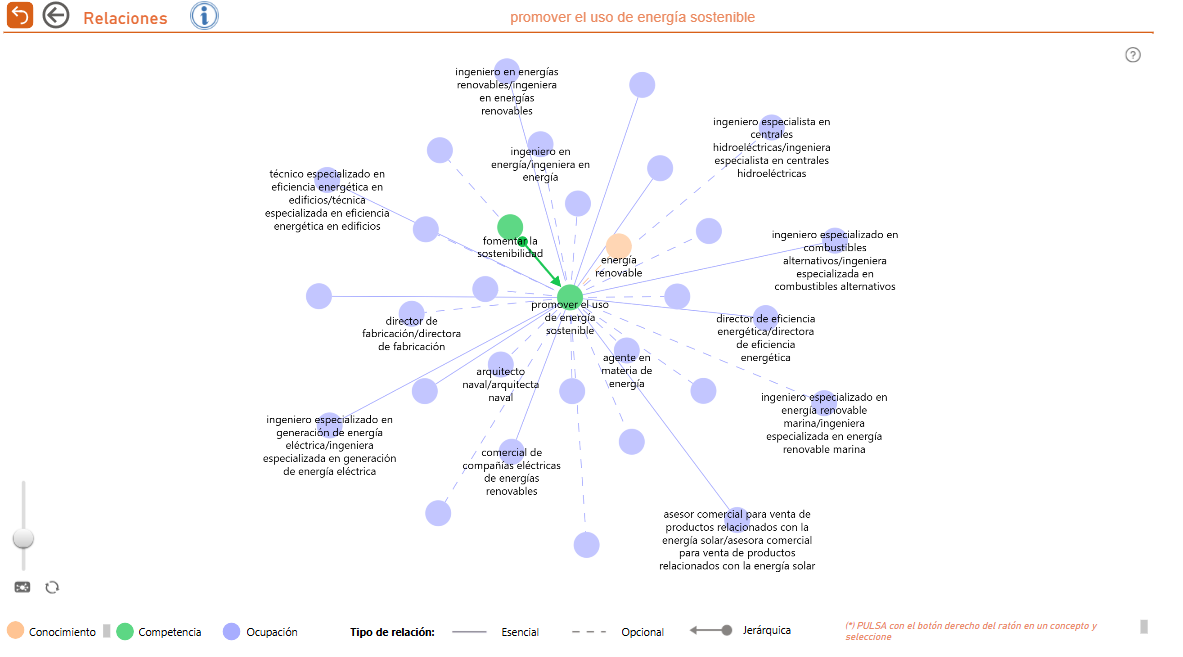 Relaciones
promover el uso de energía sostenible
?
ingeniero en energías
renovables/ingeniera
en energías
renovables
ingeniero especialista en
centrales
hidroeléctricas/ingeniera
especialista en centrales
hidroeléctricas
ingeniero en
energía/ingeniera en
energía
técnico especializado en
eficiencia energética en
edificios/técnica
especializada en eficiencia
energética en edificios
fomentar la
sostenibilidad
energía
renovable
ingeniero especializado en
combustibles
alternativos/ingeniera
especializada en
combustibles alternativos
promover el uso
de energía
sostenible
director de
fabricación/directora
de fabricación
director de eficiencia
energética/directora
de eficiencia
energética
agente en
materia de
energía
arquitecto
naval/arquitecta
naval
ingeniero especializado en
energía renovable
marina/ingeniera
especializada en energía
renovable marina
ingeniero especializado en
generación de energía
eléctrica/ingeniera
especializada en generación
de energía eléctrica
comercial de
compañías eléctricas
de energías
renovables
asesor comercial para venta de
productos relacionados con la
energía solar/asesora comercial
para venta de productos
relacionados con la energía solar
Conocimiento
Competencia
Ocupación
Tipo de relación:
Esencial
Opcional
Jerárquica
(*) PULSA con el botón derecho del ratón en un concepto y
seleccione